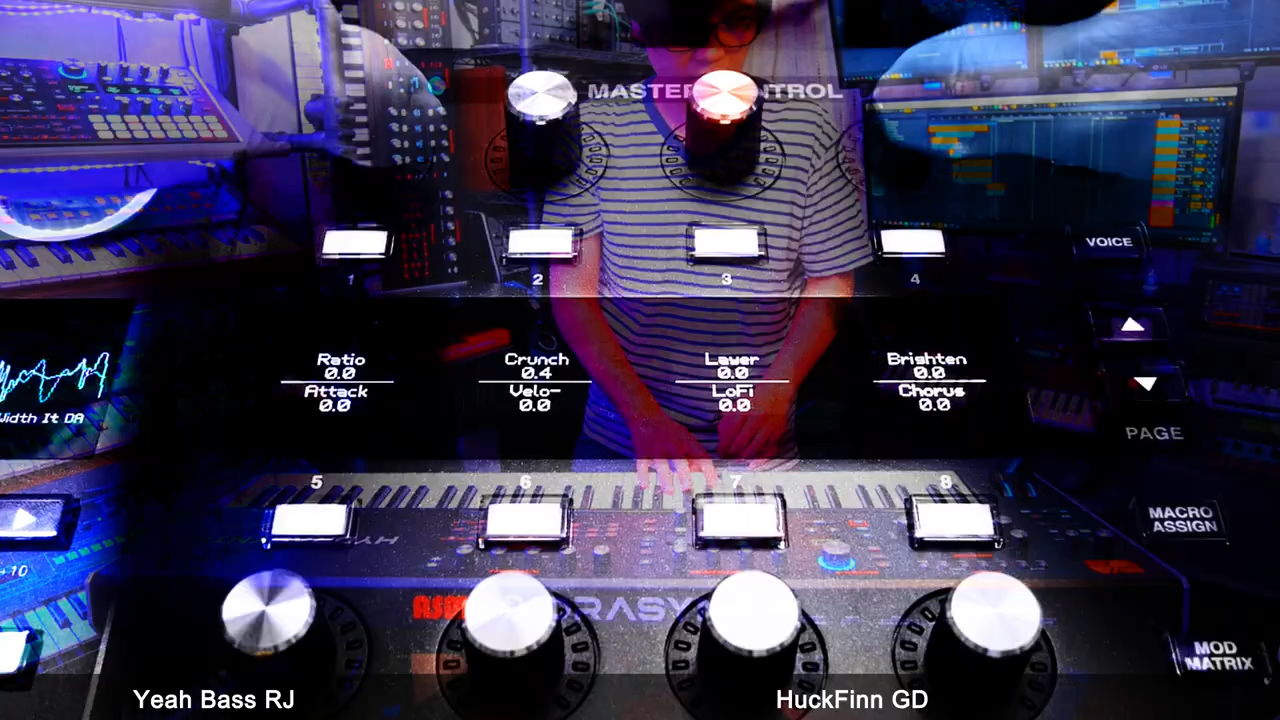 MASTER CONTROL
1 2 3 4
VOICE
Ratio Crunch Layer Brighten
0.0 0.4 0.0 0.0
Attack Velo- LoFi Chorus
0.0 0.0 0.0 0.0
Width It DA
PAGE
5 6 7 8
MACRO
ASSIGN
+10
ASM HYDRASYNTH
MOD
MATRIX
Yeah Bass RJ HuckFinn GD